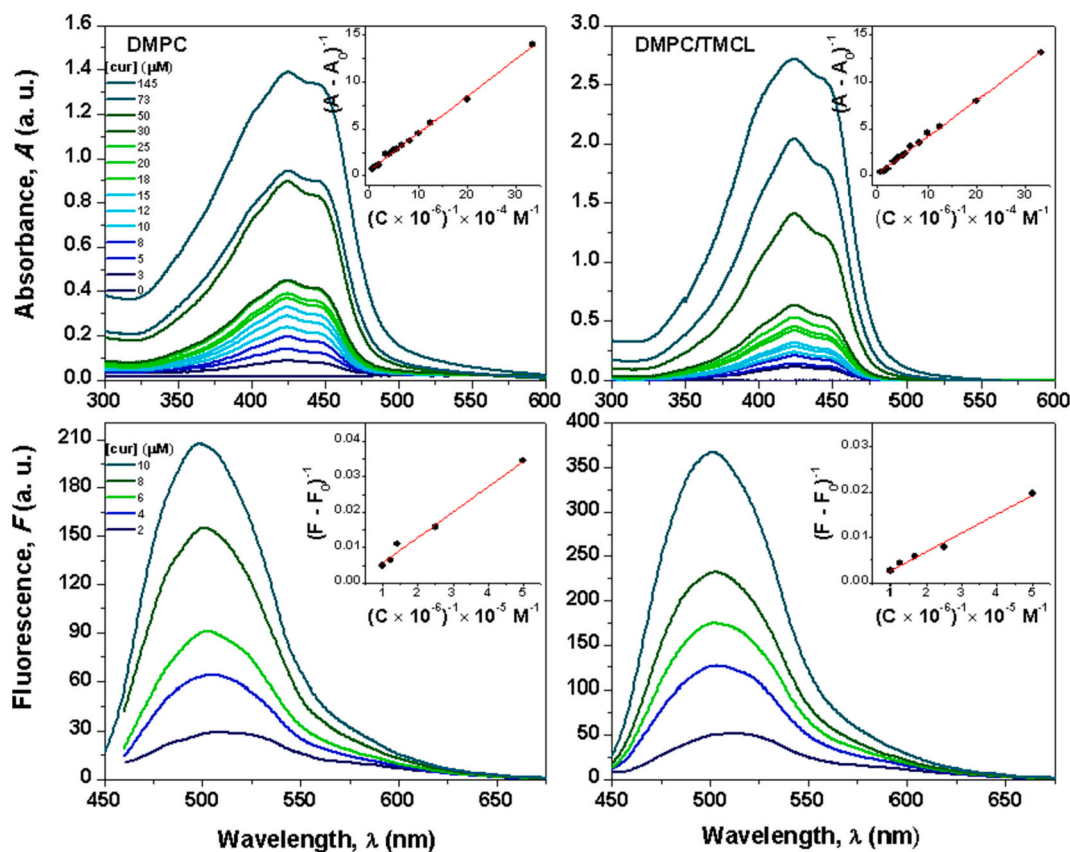 DMPC
[cur] (μM)
145
73
50
30
25
20
18
15
12
10
8
5
3
0
Absorbance, A (a. u.)
1.6
1.4
1.2
1.0
0.8
0.6
0.4
0.2
0.0
300 350 400 450 500 550 600
(A - A0)-1
15
10
5
0
0 10 20 30
(C × 10-6)-1 × 10-4 M-1
DMPC/TMCL
3.0
2.5
2.0
1.5
1.0
0.5
0.0
300 350 400 450 500 550 600
(A - A0)-1
15
10
5
0
0 10 20 30
(C × 10-6)-1 × 10-4 M-1
[cur] (μM)
10
8
6
4
2
Fluorescence, F (a. u.)
210
180
150
120
90
60
30
0
450 500 550 600 650
Wavelength, λ (nm)
(F - F0)-1
0.04
0.03
0.02
0.01
0.00
1 2 3 4 5
(C × 10-6)-1 × 10-5 M-1
400
350
300
250
200
150
100
50
0
450 500 550 600 650
Wavelength, λ (nm)
(F - F0)-1
0.03
0.02
0.01
0.00
1 2 3 4 5
(C × 10-6)-1 × 10-5 M-1